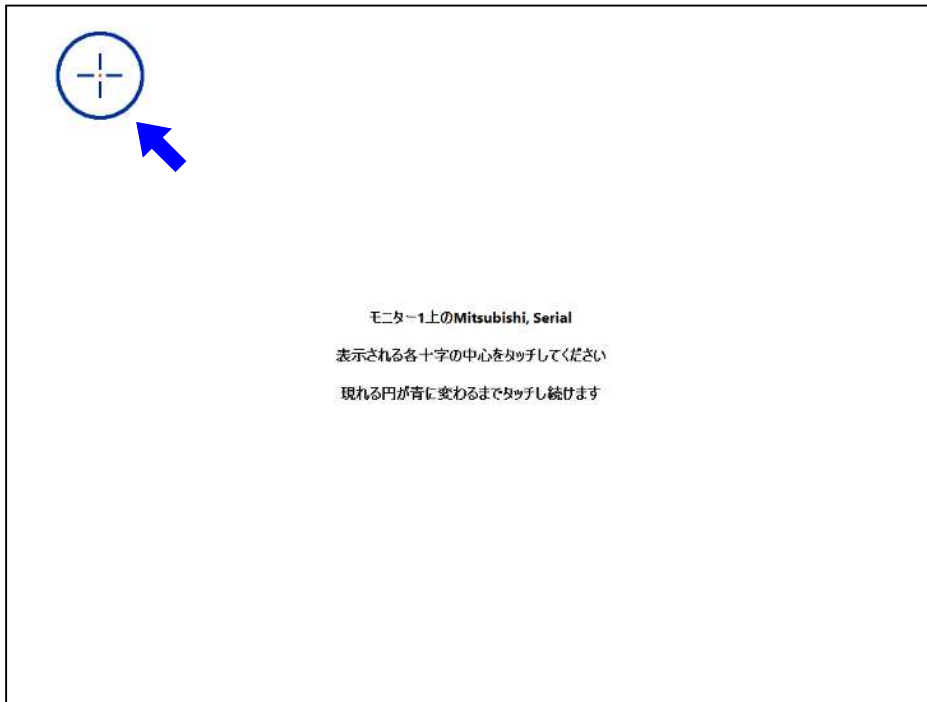 モニター1上のMitsubishi, Serial
表示される各十字の中心をタッチしてください
現れる円が青に変わるまでタッチし続けます